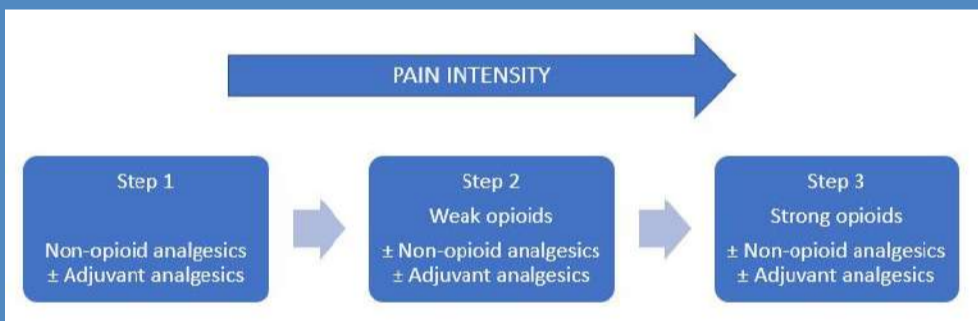 PAIN INTENSITY
Step 1
Non-opioid analgesics
± Adjuvant analgesics
Step 2
Weak opioids
± Non-opioid analgesics
± Adjuvant analgesics
Step 3
Strong opioids
± Non-opioid analgesics
± Adjuvant analgesics